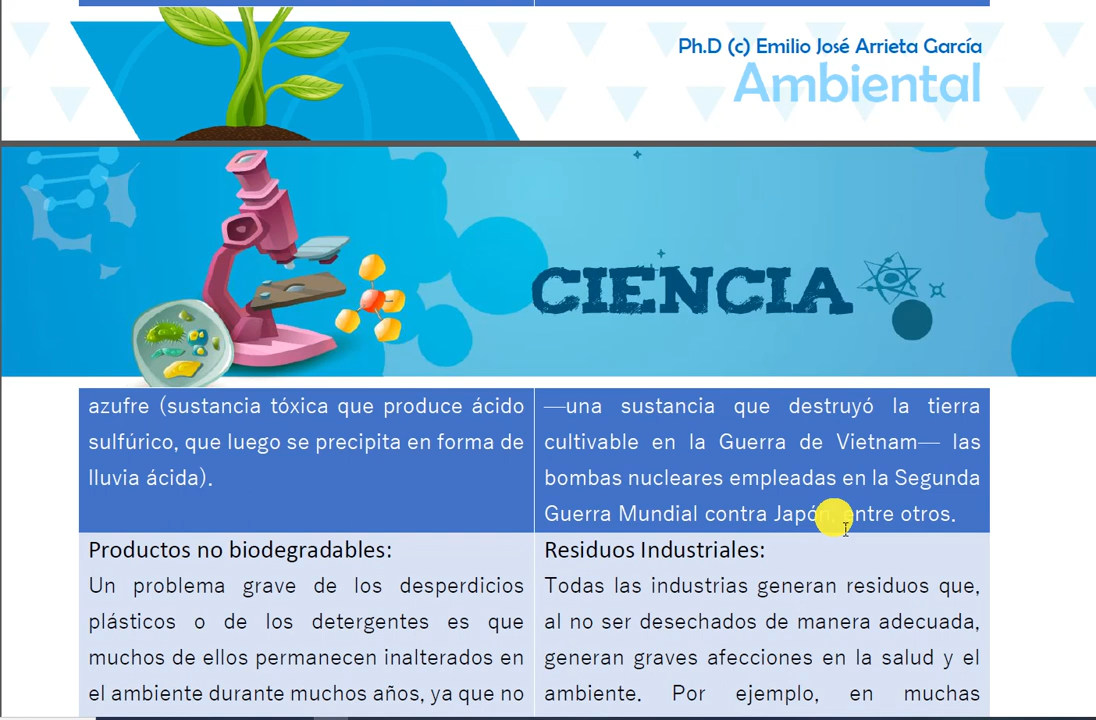 Ph.D (c) Emilio José Arrieta García
Ambiental
CIENCIA
azufre (sustancia tóxica que produce ácido
sulfúrico, que luego se precipita en forma de
lluvia ácida).
—una sustancia que destruyó la tierra
cultivable en la Guerra de Vietnam— las
bombas nucleares empleadas en la Segunda
Guerra Mundial contra Japón, entre otros.
Productos no biodegradables:
Un problema grave de los desperdicios
plásticos o de los detergentes es que
muchos de ellos permanecen inalterados en
el ambiente durante muchos años, ya que no
Residuos Industriales:
Todas las industrias generan residuos que,
al no ser desechados de manera adecuada,
generan graves afecciones en la salud y el
ambiente. Por ejemplo, en muchas